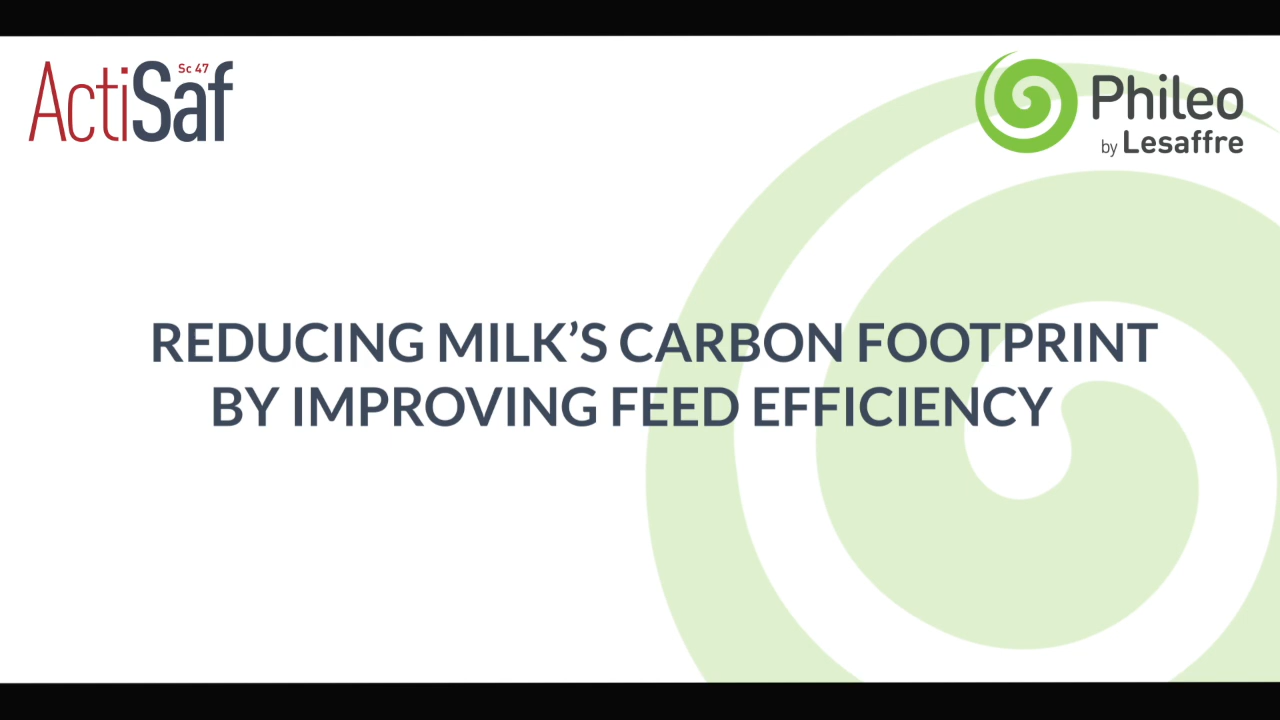 ActiSaf
Sc 47
Phileo
by Lesaffre
REDUCING MILK’S CARBON FOOTPRINT
BY IMPROVING FEED EFFICIENCY